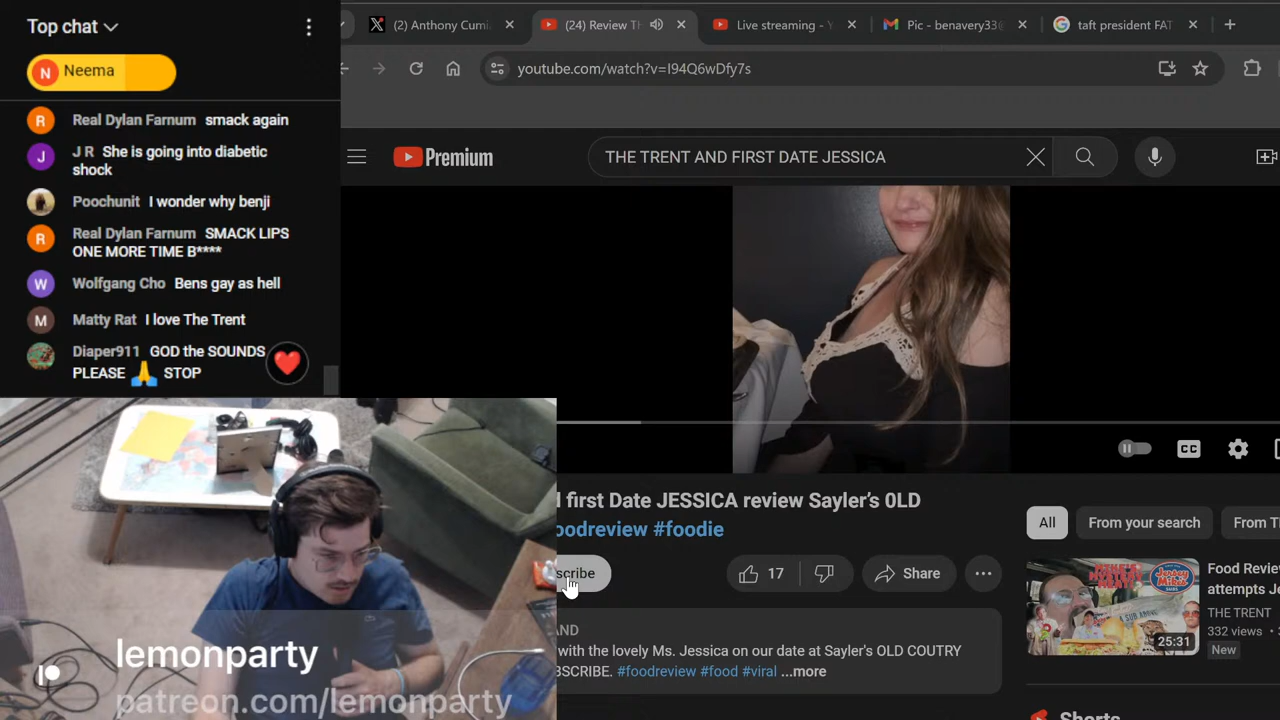 Top chat
N Neema
R Real Dylan Farnum smack again
J J R She is going into diabetic
shock
Poochunit I wonder why benji
R Real Dylan Farnum SMACK LIPS
ONE MORE TIME B****
W Wolfgang Cho Bens gay as hell
M Matty Rat I love The Trent
Diaper911 GOD the SOUNDS
PLEASE 🙏 STOP
(2) Anthony Cumi
(24) Review Th
Live streaming - Y
Pic - benavery33@
taft president FAT
youtube.com/watch?v=I94Q6wDfy7s
Premium
THE TRENT AND FIRST DATE JESSICA
CC
d first Date JESSICA review Sayler's 0LD
oodreview #foodie
scribe
17
Share
AND
with the lovely Ms. Jessica on our date at Sayler's OLD COUTRY
BSCRIBE. #foodreview #food #viral ...more
All
From your search
From T
JERSEY MIKE'S
25:31
Food Revie
attempts Je
THE TRENT
332 views •
New
Shorts
lemonparty
patreon.com/lemonparty